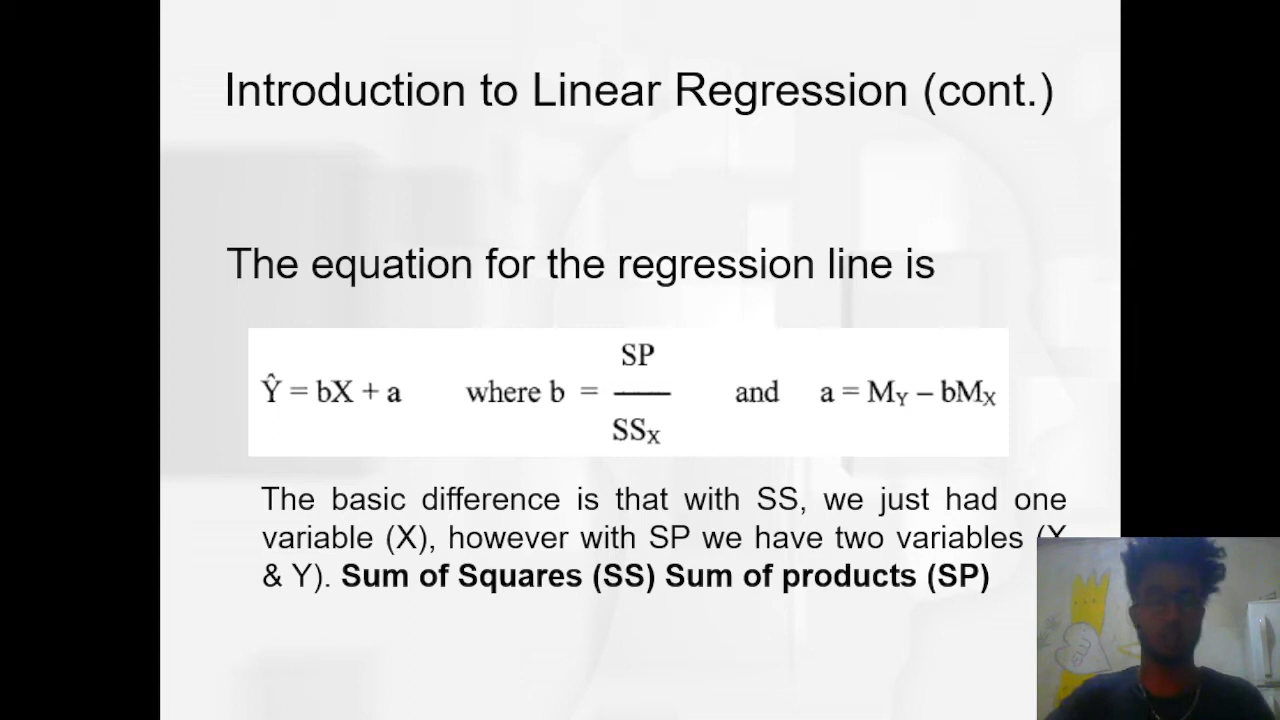 Introduction to Linear Regression (cont.)
The equation for the regression line is
SP
Ŷ = bX + a where b = —— and a = M_Y – bM_X
SS_X
The basic difference is that with SS, we just had one
variable (X), however with SP we have two variables (X
& Y). Sum of Squares (SS) Sum of products (SP)